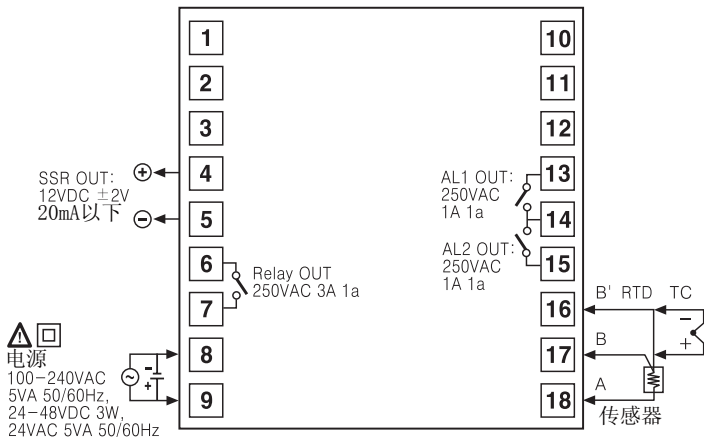 1
2
3
4
5
6
7
8
9
10
11
12
13
14
15
16
17
18
SSR OUT:
12VDC ±2V
20mA以下
+
−
Relay OUT
250VAC 3A 1a
AL1 OUT:
250VAC
1A 1a
AL2 OUT:
250VAC
1A 1a
B' RTD TC
−
+
B
A
传感器
电源
100-240VAC
5VA 50/60Hz,
24-48VDC 3W,
24VAC 5VA 50/60Hz
-
+